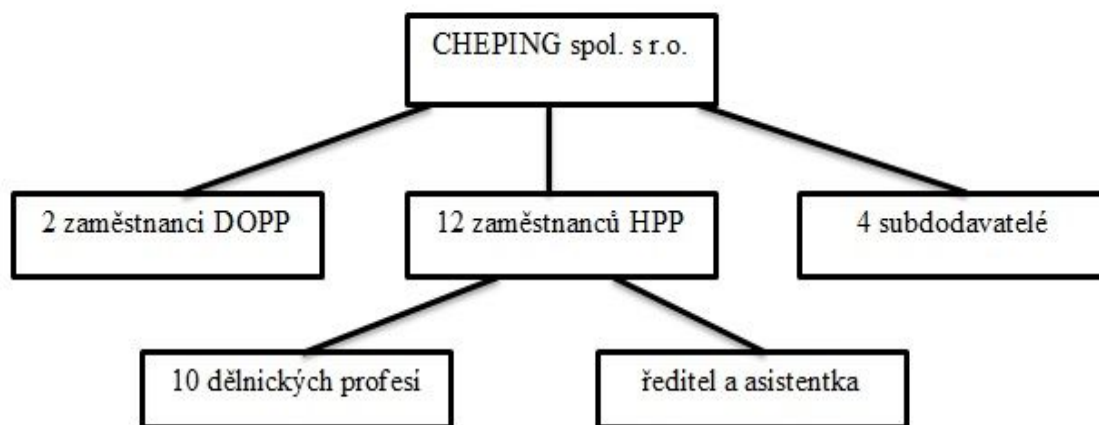 CHEPING spol. s r.o.
2 zaměstnanci DOPP
12 zaměstnanců HPP
4 subdodavatelé
10 dělnických profesí
ředitel a asistentka